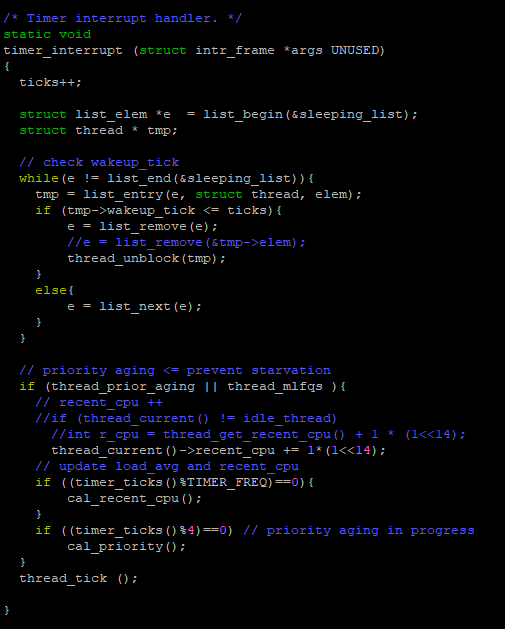 /* Timer interrupt handler. */
static void
timer_interrupt (struct intr_frame *args UNUSED)
{
  ticks++;

  struct list_elem *e  = list_begin(&sleeping_list);
  struct thread * tmp;

  // check wakeup_tick
  while(e != list_end(&sleeping_list)){
    tmp = list_entry(e, struct thread, elem);
    if (tmp->wakeup_tick <= ticks){
        e = list_remove(e);
        //e = list_remove(&tmp->elem);
        thread_unblock(tmp);
    }
    else{
        e = list_next(e);
    }
  }

  // priority aging <= prevent starvation
  if (thread_prior_aging || thread_mlfqs ){
    // recent_cpu ++
    //if (thread_current() != idle_thread)
      //int r_cpu = thread_get_recent_cpu() + 1 * (1<<14);
      thread_current()->recent_cpu += 1*(1<<14);
    // update load_avg and recent_cpu
    if ((timer_ticks()%TIMER_FREQ)==0){
        cal_recent_cpu();
    }
    if ((timer_ticks()%4)==0) // priority aging in progress
        cal_priority();
  }
  thread_tick ();

}